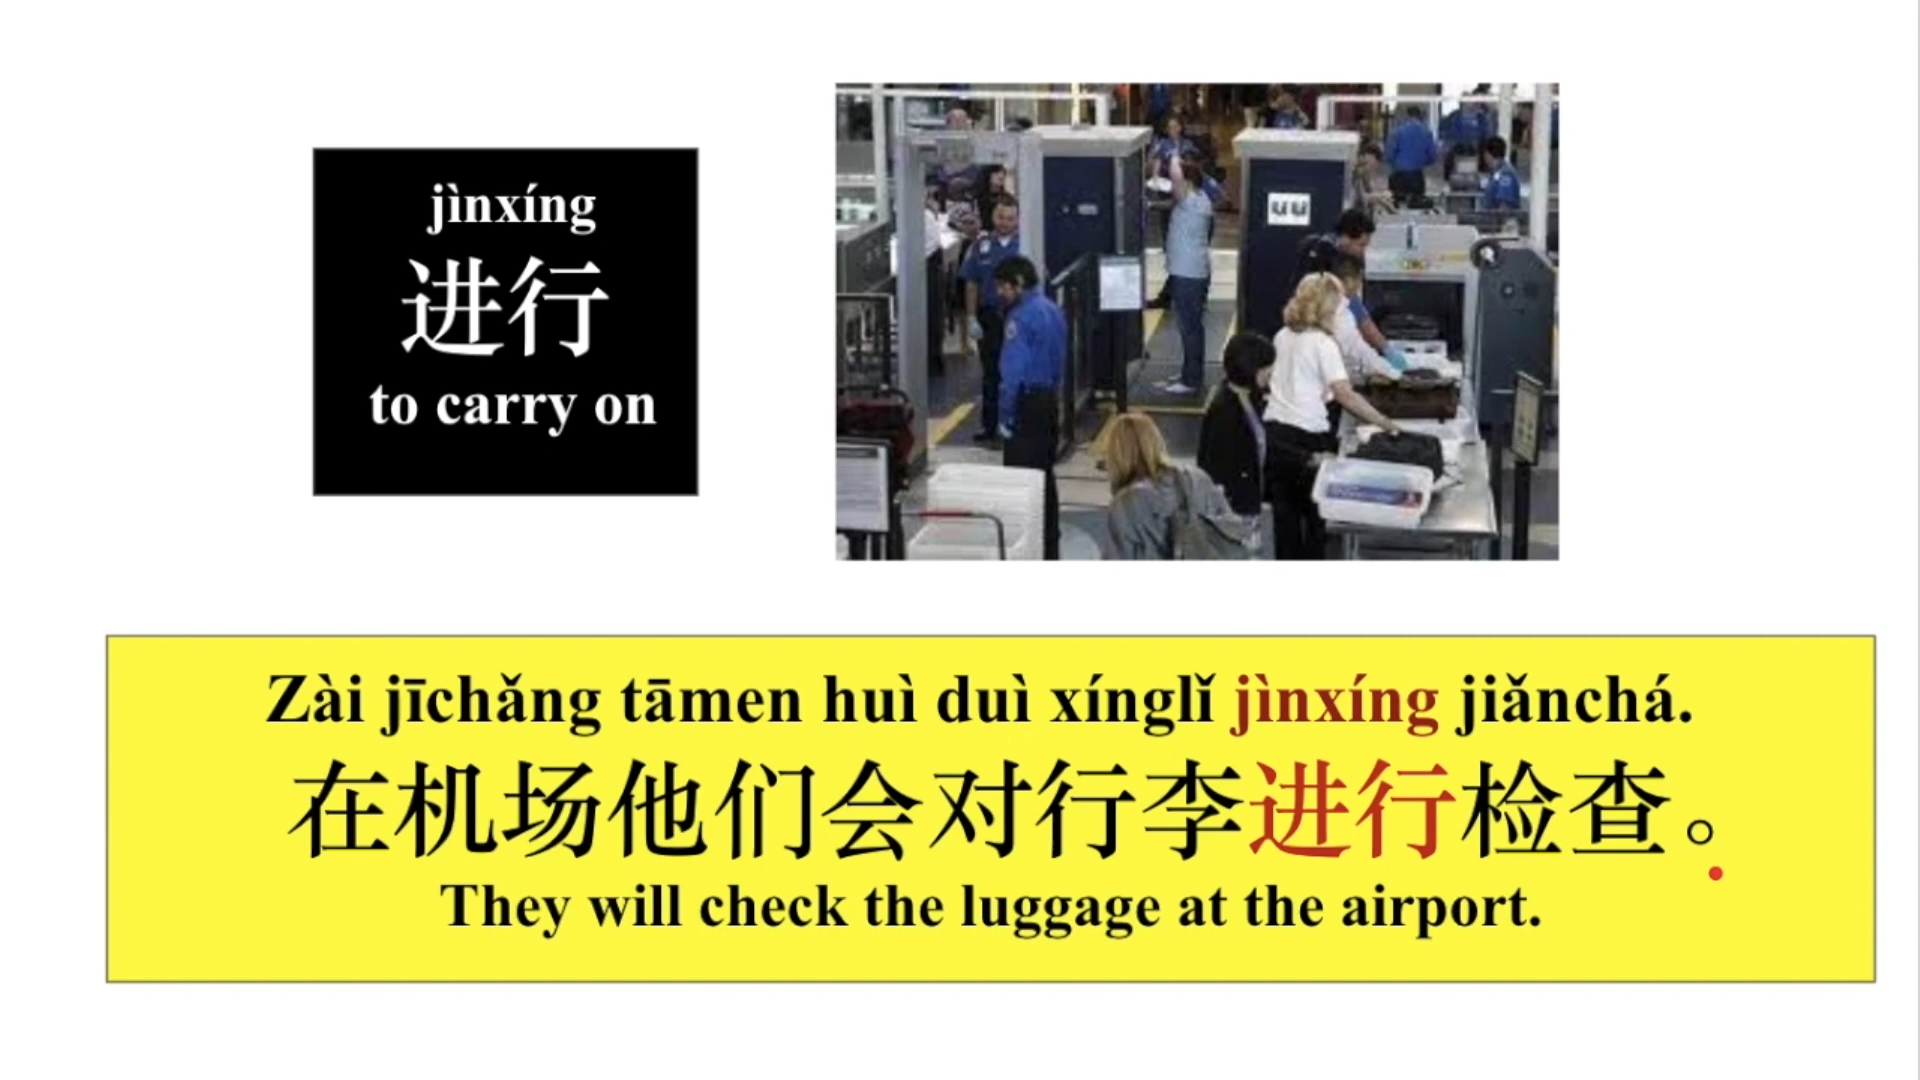 jìnxíng
进行
to carry on
Zài jīchǎng tāmen huì duì xínglǐ jìnxíng jiǎnchá.
在机场他们会对行李进行检查。
They will check the luggage at the airport.